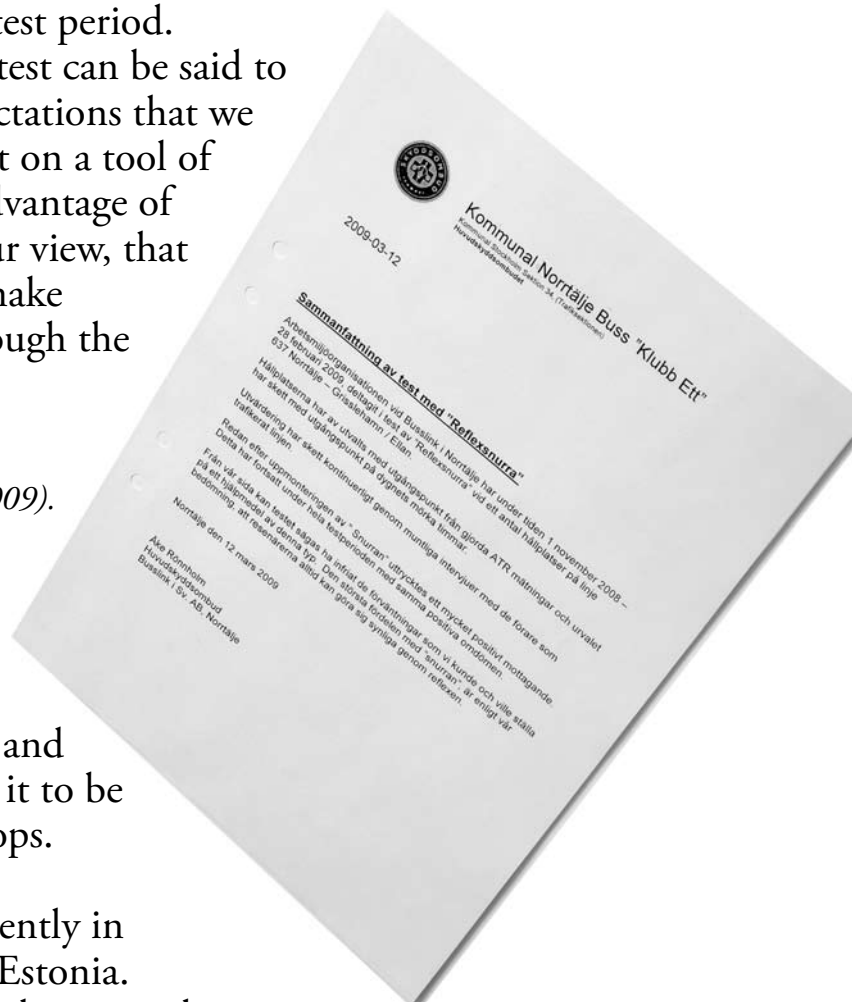 test period.
test can be said to
ctations that we
t on a tool of
dvantage of
ur view, that
make
ough the
009).
and
it to be
ops.
ently in
Estonia.
SKYDDSOMBUD
Kommunal Norrtälje Buss "Klubb Ett"
Kommunal Stockholm Sektion 34, (Trafiksektionen)
Huvudskyddsombudet
2009-03-12
Sammanfattning av test med "Reflexsnurra"
Arbetsmiljöorganisationen vid Busslink i Norrtälje har under tiden 1 november 2008 –
28 februari 2009, deltagit i test av "Reflexsnurra" vid ett antal hållplatser på linje
637 Norrtälje – Grisslehamn / Ellan.
Hållplatserna har av utvalts med utgångspunkt från gjorda ATR mätningar och urvalet
har skett med utgångspunkt på dygnets mörka timmar.
Utvärdering har skett kontinuerligt genom muntliga intervjuer med de förare som
trafikerat linjen.
Redan efter uppmonteringen av " Snurran" uttrycktes ett mycket positivt mottagande.
Detta har fortsatt under hela testperioden med samma positiva omdömen.
Från vår sida kan testet sägas ha infriat de förväntningar som vi kunde och ville ställa
på ett hjälpmedel av denna typ. Den största fördelen med "snurran", är enligt vår
bedömning, att resenärerna alltid kan göra sig synliga genom reflexen.
Norrtälje den 12 mars 2009
Åke Rönnholm
Huvudskyddsombud
Busslink i Sv. AB, Norrtälje